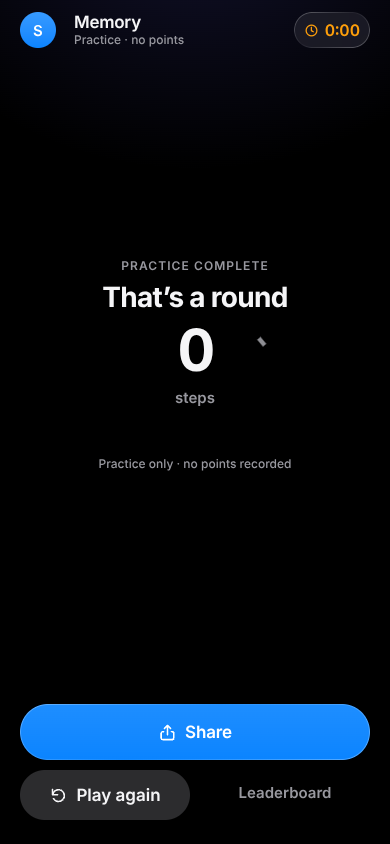 S
Memory
Practice · no points
0:00
PRACTICE COMPLETE
That’s a round
0
steps
Practice only · no points recorded
Share
Play again
Leaderboard